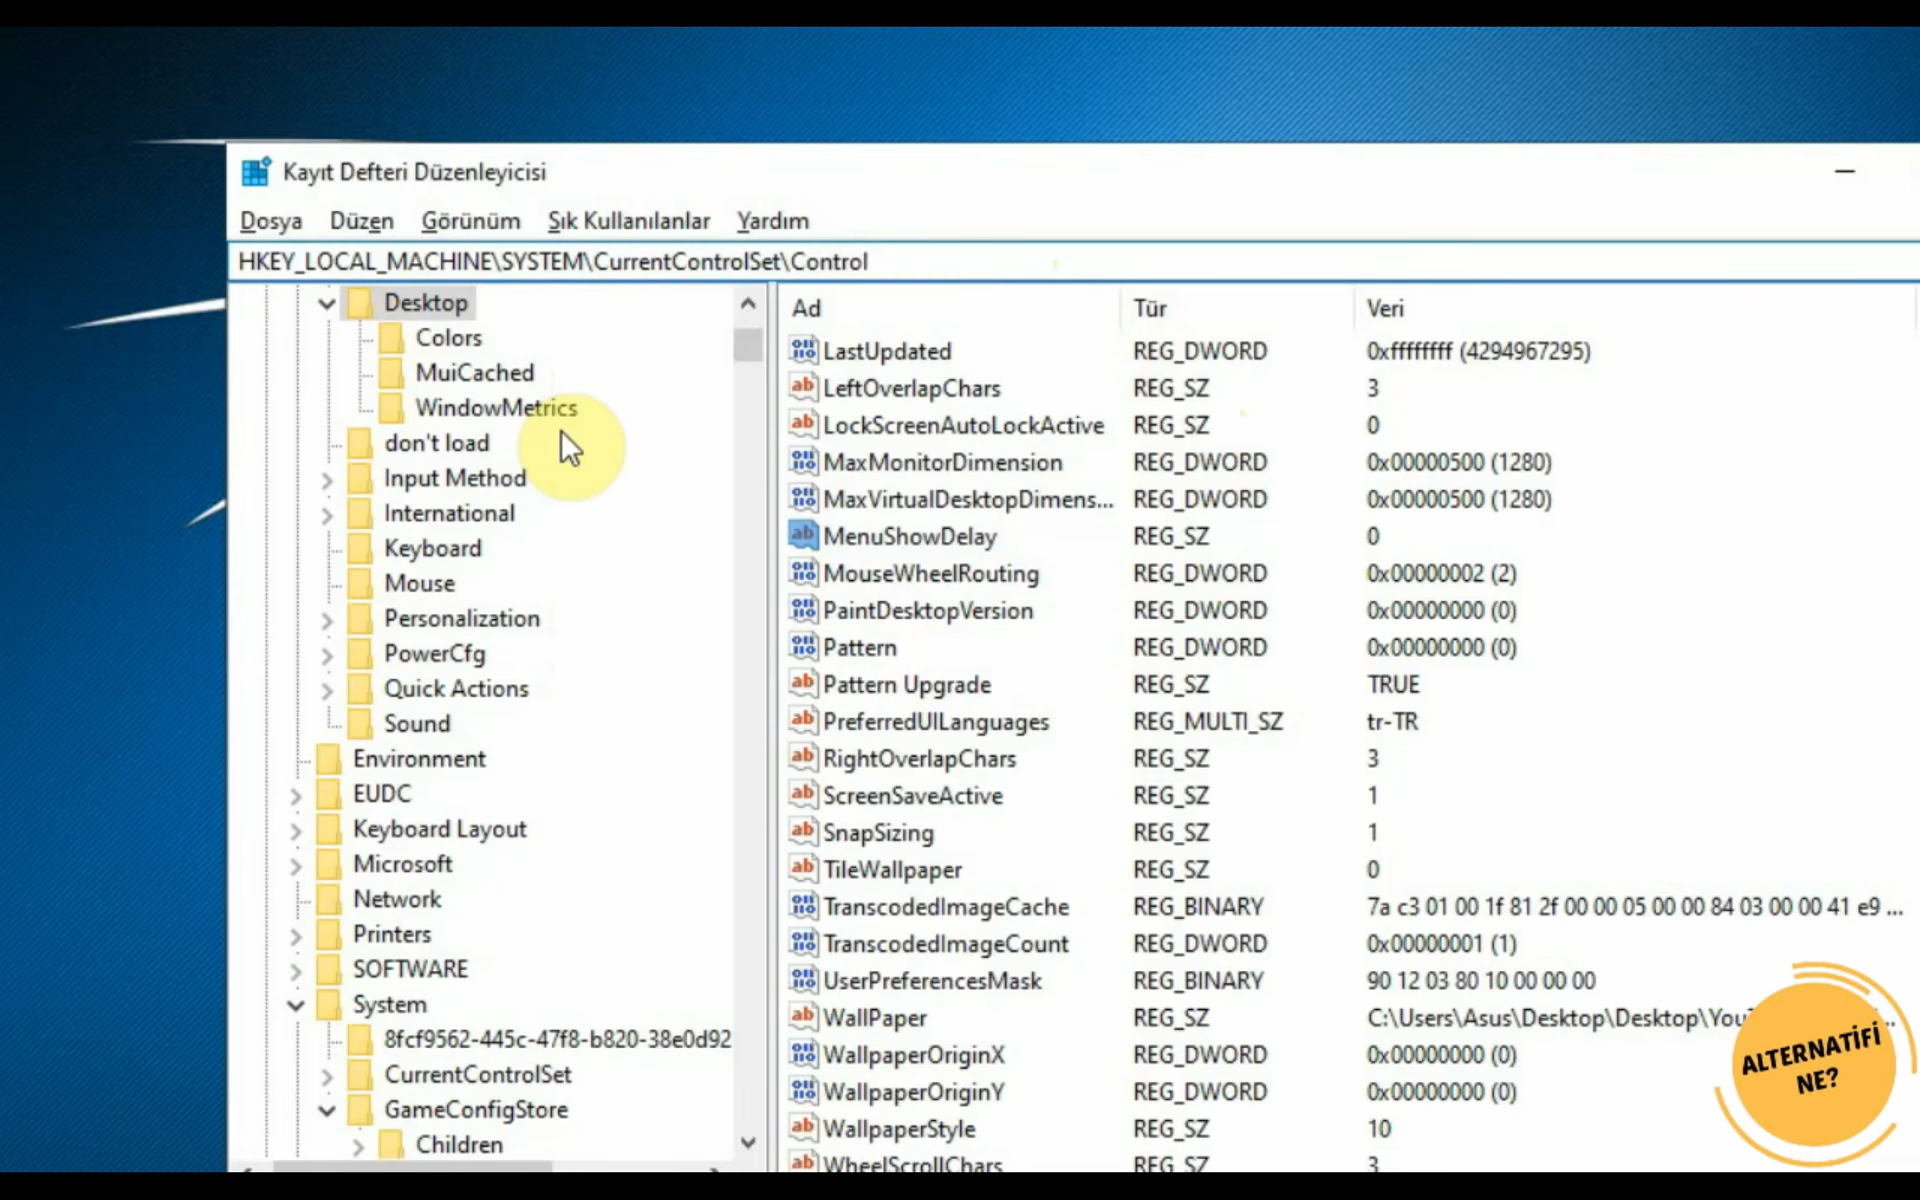 Kayıt Defteri Düzenleyicisi
Dosya Düzen Görünüm Sık Kullanılanlar Yardım
HKEY_LOCAL_MACHINE\SYSTEM\CurrentControlSet\Control
Desktop
Colors
MuiCached
WindowMetrics
don't load
Input Method
International
Keyboard
Mouse
Personalization
PowerCfg
Quick Actions
Sound
Environment
EUDC
Keyboard Layout
Microsoft
Network
Printers
SOFTWARE
System
8fcf9562-445c-47f8-b820-38e0d92
CurrentControlSet
GameConfigStore
Children
Ad Tür Veri
LastUpdated REG_DWORD 0xffffffff (4294967295)
LeftOverlapChars REG_SZ 3
LockScreenAutoLockActive REG_SZ 0
MaxMonitorDimension REG_DWORD 0x00000500 (1280)
MaxVirtualDesktopDimens... REG_DWORD 0x00000500 (1280)
MenuShowDelay REG_SZ 0
MouseWheelRouting REG_DWORD 0x00000002 (2)
PaintDesktopVersion REG_DWORD 0x00000000 (0)
Pattern REG_DWORD 0x00000000 (0)
Pattern Upgrade REG_SZ TRUE
PreferredUILanguages REG_MULTI_SZ tr-TR
RightOverlapChars REG_SZ 3
ScreenSaveActive REG_SZ 1
SnapSizing REG_SZ 1
TileWallpaper REG_SZ 0
TranscodedImageCache REG_BINARY 7a c3 01 00 1f 81 2f 00 00 05 00 00 84 03 00 00 41 e9 ...
TranscodedImageCount REG_DWORD 0x00000001 (1)
UserPreferencesMask REG_BINARY 90 12 03 80 10 00 00 00
WallPaper REG_SZ C:\Users\Asus\Desktop\Desktop\You
WallpaperOriginX REG_DWORD 0x00000000 (0)
WallpaperOriginY REG_DWORD 0x00000000 (0)
WallpaperStyle REG_SZ 10
WheelScrollChars REG_SZ 3
ALTERNATİFİ
NE?